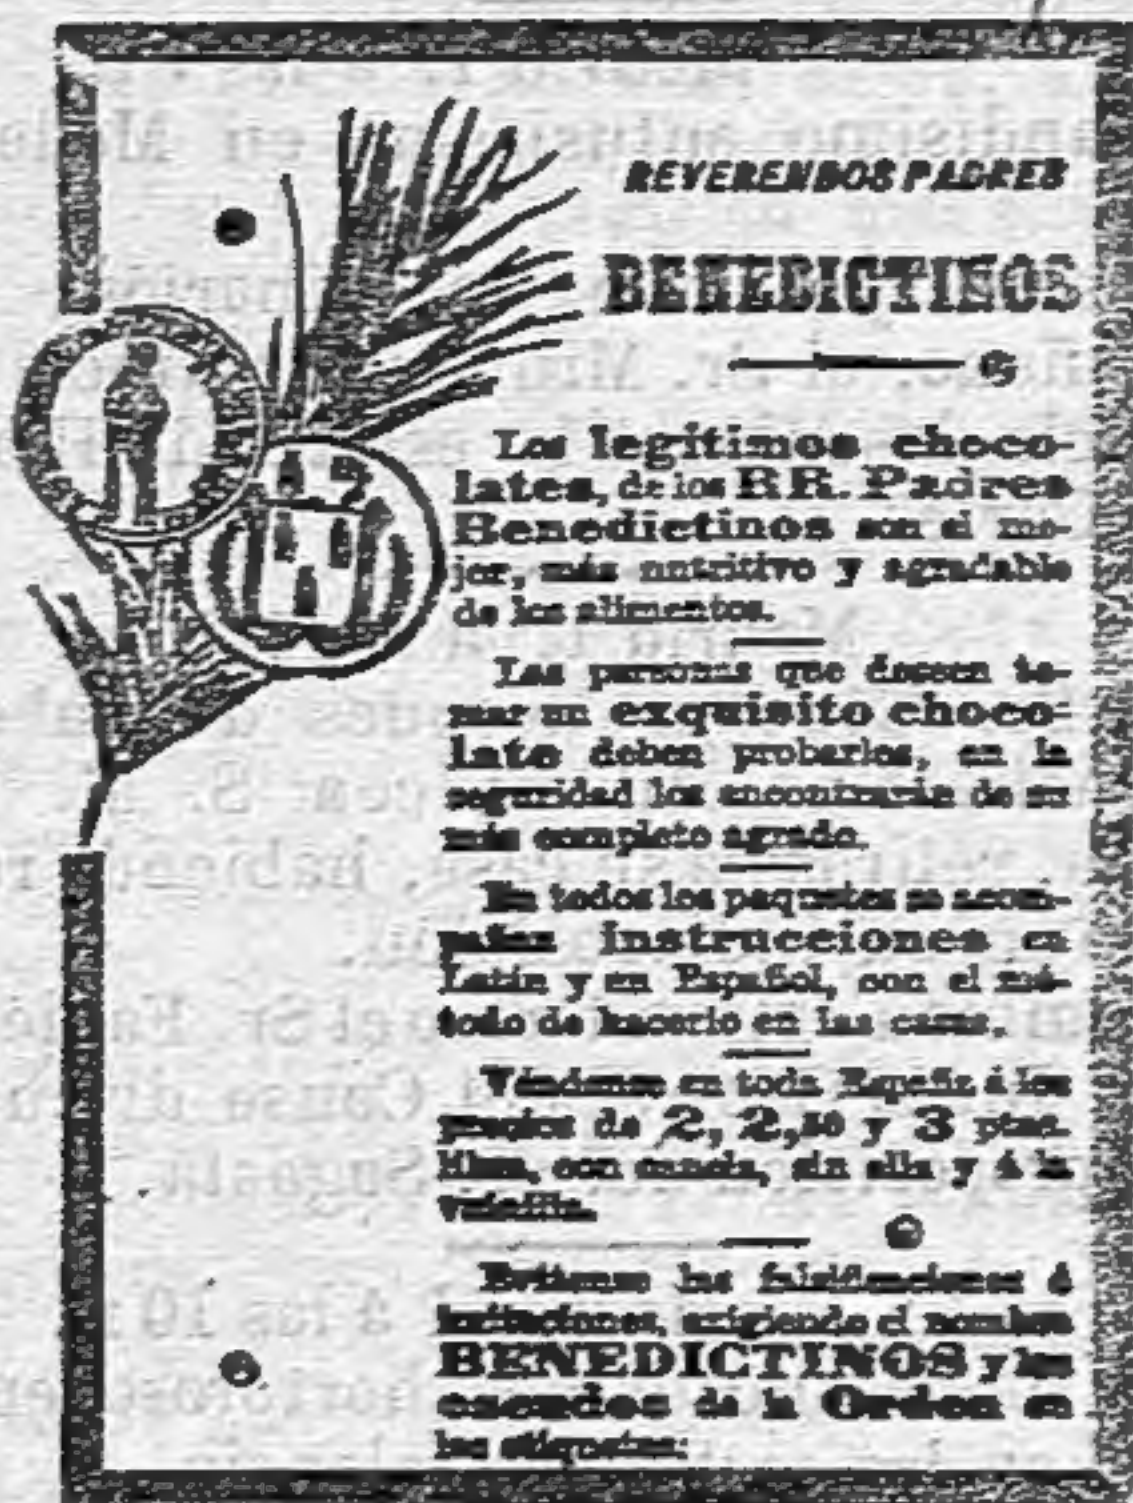 REVERENDOS PADRES
BENEDICTINOS
Los legítimos choco-
lates, de los RR. Padres
Benedictinos son el me-
jor, más nutritivo y agradable
de los alimentos.
Las personas que deseen to-
mar un exquisito choco-
late deben probarlos, en la
seguridad los encontrarán de su
más completo agrado.
En todos los paquetes se acom-
pañan instrucciones en
Latín y en Español, con el mé-
todo de hacerlo en las casas.
Véndense en toda España á los
precios de 2, 2,50 y 3 ptas.
libra, con canela, sin ella y á la
vainilla.
Evítense las falsificaciones é
imitaciones, exigiendo el nombre
BENEDICTINOS y los
escudos de la Orden en
las etiquetas: